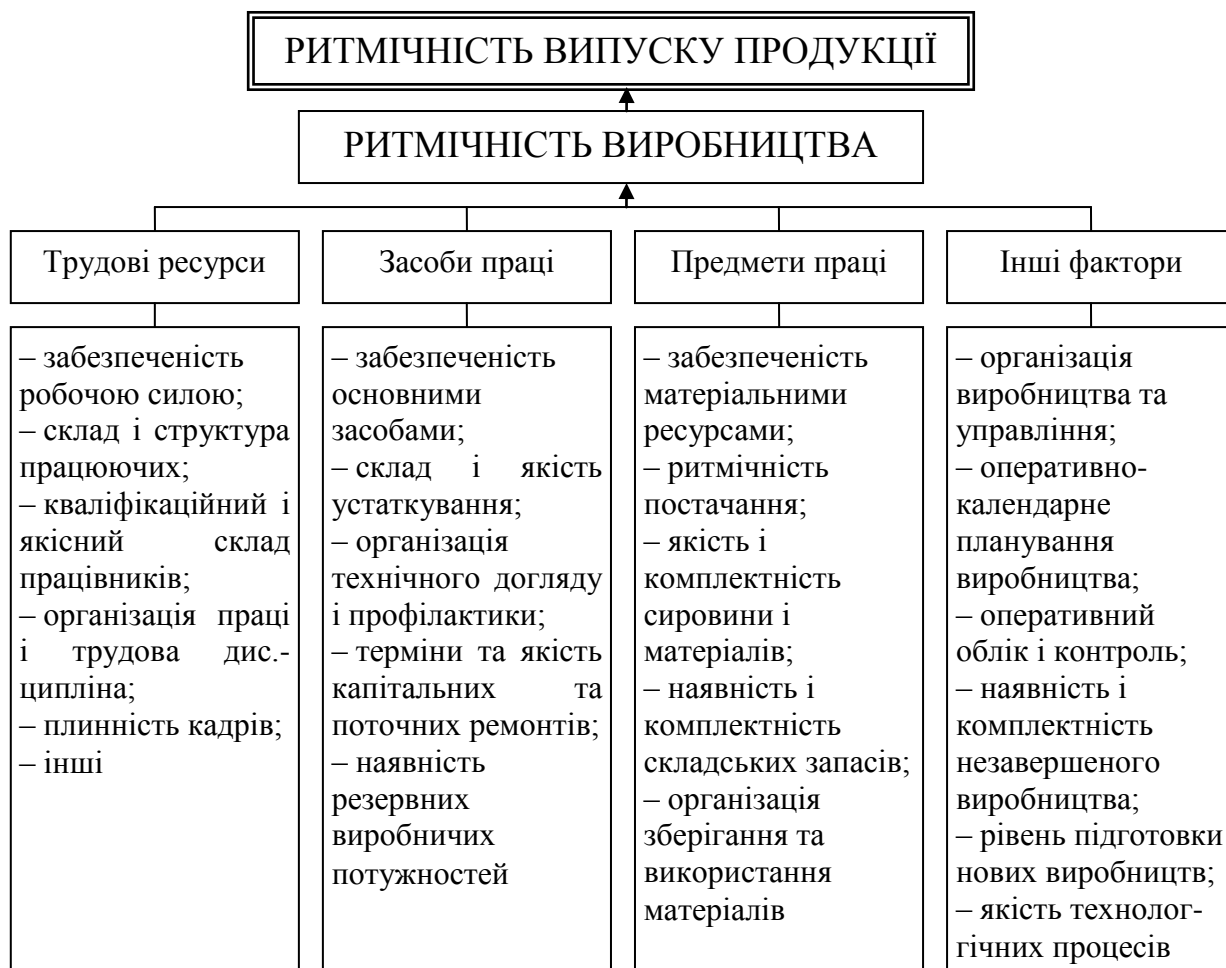 РИТМІЧНІСТЬ ВИПУСКУ ПРОДУКЦІЇ
РИТМІЧНІСТЬ ВИРОБНИЦТВА
Трудові ресурси
Засоби праці
Предмети праці
Інші фактори
– забезпеченість
робочою силою;
– склад і структура
працюючих;
– кваліфікаційний і
якісний склад
працівників;
– організація праці
і трудова дис.-
ципліна;
– плинність кадрів;
– інші
– забезпеченість
основними
засобами;
– склад і якість
устаткування;
– організація
технічного догляду
і профілактики;
– терміни та якість
капітальних та
поточних ремонтів;
– наявність
резервних
виробничих
потужностей
– забезпеченість
матеріальними
ресурсами;
– ритмічність
постачання;
– якість і
комплектність
сировини і
матеріалів;
– наявність і
комплектність
складських запасів;
– організація
зберігання та
використання
матеріалів
– організація
виробництва та
управління;
– оперативно-
календарне
планування
виробництва;
– оперативний
облік і контроль;
– наявність і
комплектність
незавершеного
виробництва;
– рівень підготовки
нових виробництв;
– якість технолог-
гічних процесів